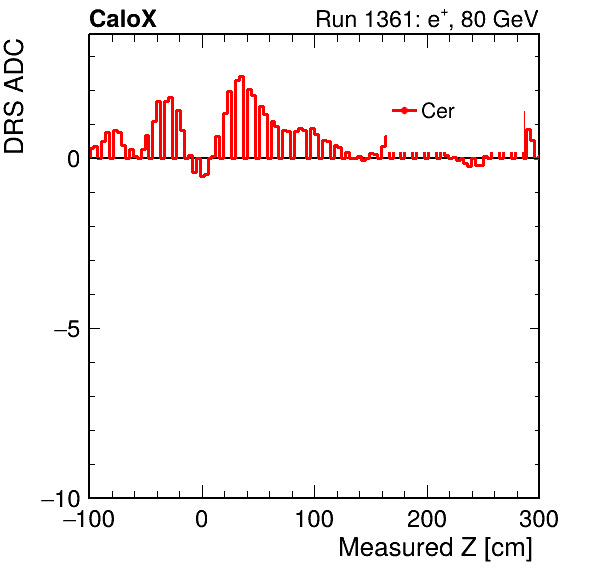 CaloX Run 1361: e⁺, 80 GeV
DRS ADC
Cer
0
−5
−10
−100 0 100 200 300
Measured Z [cm]